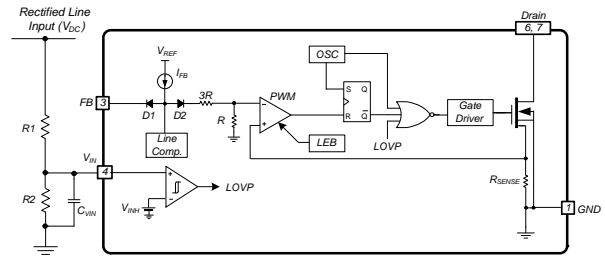 Rectified Line
Input (VDC)
Drain
6, 7
VREF
OSC
IFB
FB 3
3R
PWM
S Q
R Q
D1 D2
R
Gate
Driver
R1
Line
Comp.
LEB
LOVP
VIN
4
RSENSE
LOVP
R2
CVIN
VINH
1 GND